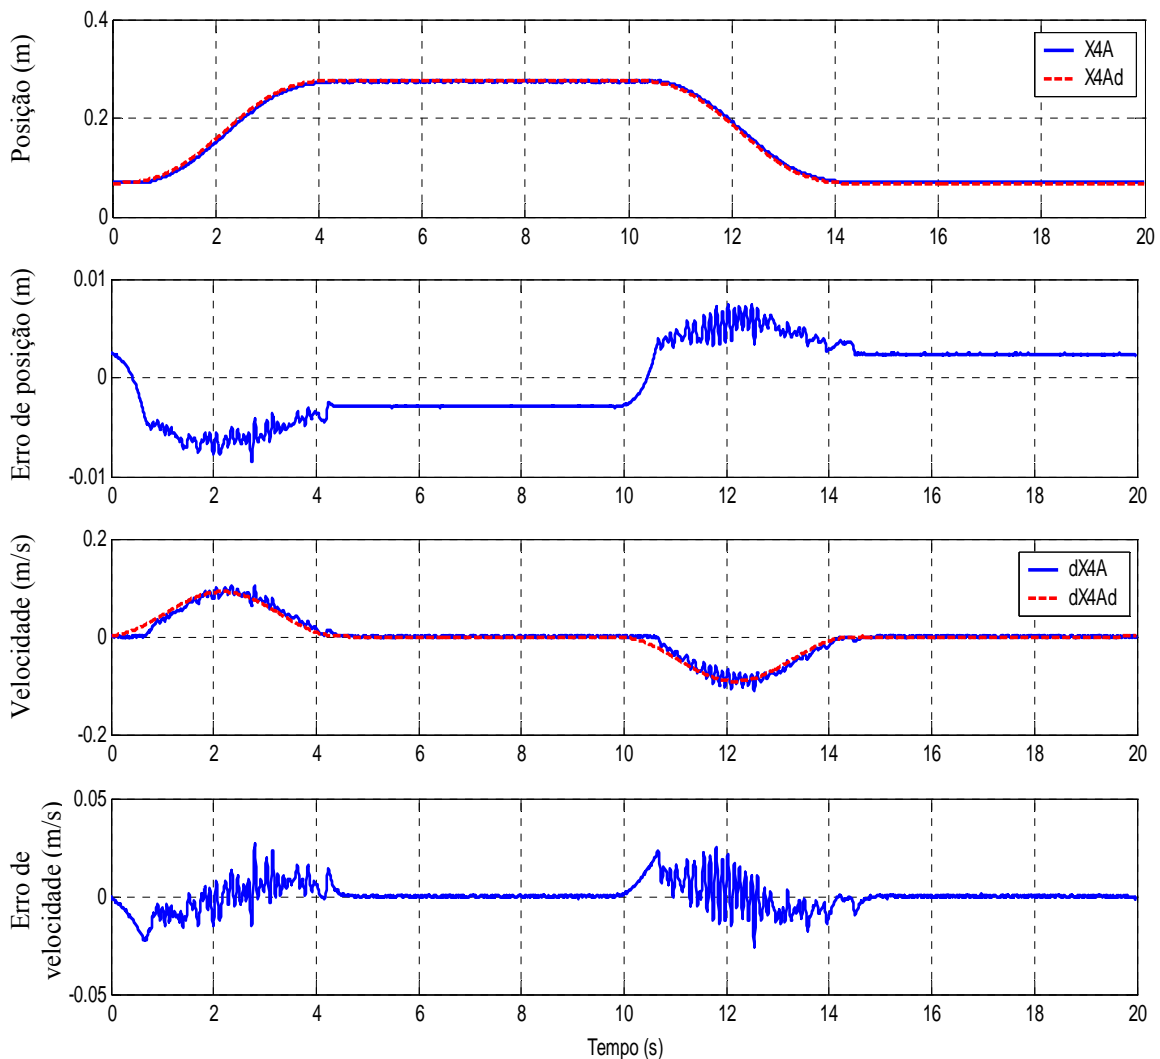 Posição (m)
0.4
0.2
0
X4A
X4Ad
0 2 4 6 8 10 12 14 16 18 20
Erro de posição (m)
0.01
0
-0.01
0 2 4 6 8 10 12 14 16 18 20
Velocidade (m/s)
0.2
0
-0.2
dX4A
dX4Ad
0 2 4 6 8 10 12 14 16 18 20
Erro de
velocidade (m/s)
0.05
0
-0.05
0 2 4 6 8 10 12 14 16 18 20
Tempo (s)